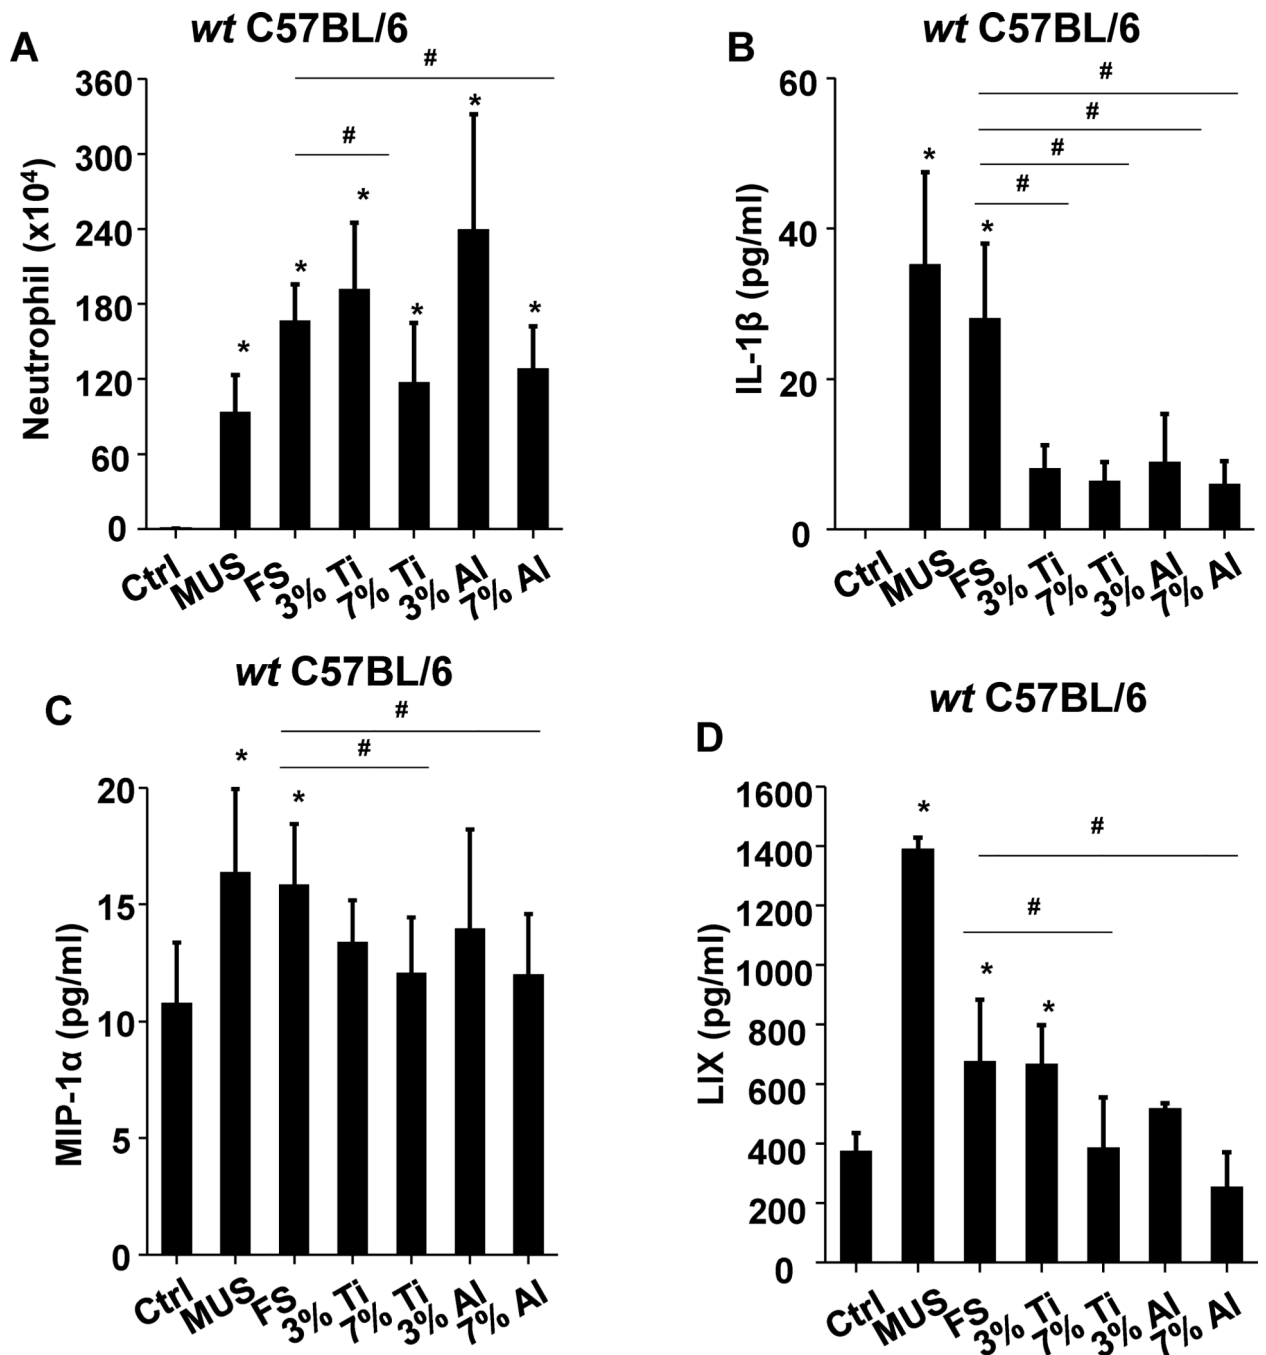 A
wt C57BL/6
#
#
* * * * * *
Neutrophil (x10⁴)
360
300
240
180
120
60
0
Ctrl MUS FS 3% Ti 7% Ti 3% Al 7% Al
B
wt C57BL/6
#
#
#
#
* *
IL-1β (pg/ml)
60
40
20
0
Ctrl MUS FS 3% Ti 7% Ti 3% Al 7% Al
C
wt C57BL/6
#
#
* *
MIP-1α (pg/ml)
20
15
10
5
0
Ctrl MUS FS 3% Ti 7% Ti 3% Al 7% Al
D
wt C57BL/6
#
#
* * *
LIX (pg/ml)
1600
1400
1200
1000
800
600
400
200
0
Ctrl MUS FS 3% Ti 7% Ti 3% Al 7% Al